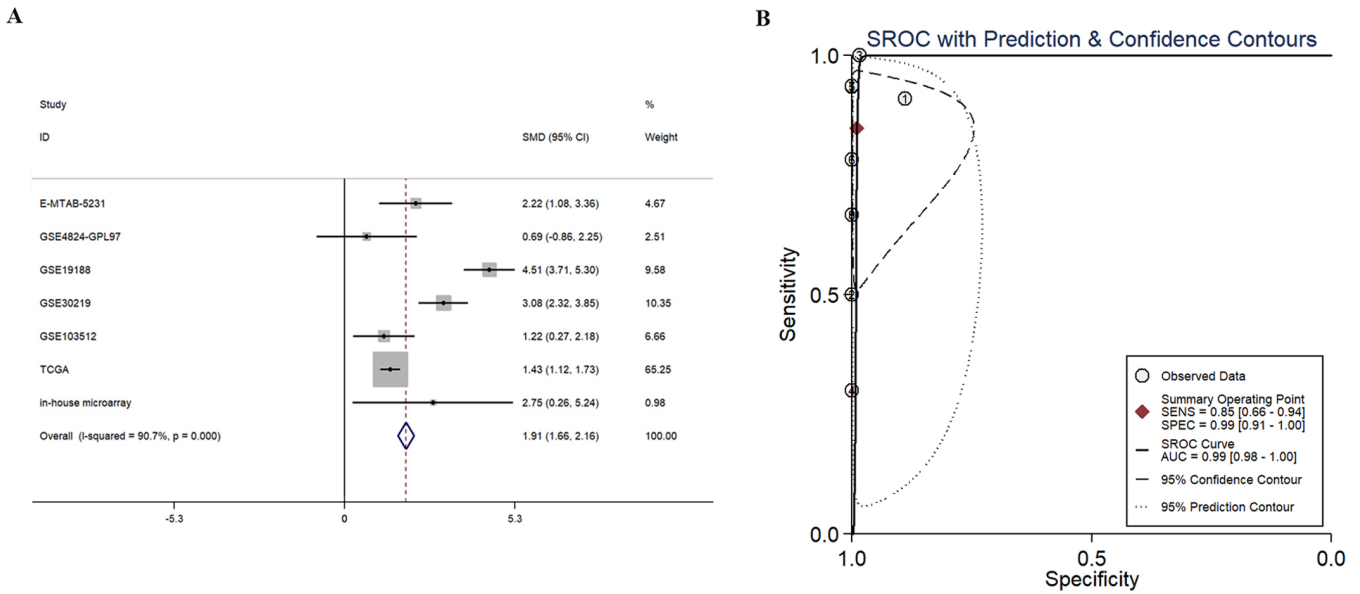 A
Study %
ID SMD (95% CI) Weight
E-MTAB-5231 2.22 (1.08, 3.36) 4.67
GSE4824-GPL97 0.69 (-0.86, 2.25) 2.51
GSE19188 4.51 (3.71, 5.30) 9.58
GSE30219 3.08 (2.32, 3.85) 10.35
GSE103512 1.22 (0.27, 2.18) 6.66
TCGA 1.43 (1.12, 1.73) 65.25
in-house microarray 2.75 (0.26, 5.24) 0.98
Overall (I-squared = 90.7%, p = 0.000) 1.91 (1.66, 2.16) 100.00
-5.3 0 5.3
B
SROC with Prediction & Confidence Contours
1.0
3
1
6
0.5
2
4
0.0
Sensitivity
1.0 0.5 0.0
Specificity
Observed Data
Summary Operating Point
SENS = 0.85 [0.66 - 0.94]
SPEC = 0.99 [0.91 - 1.00]
SROC Curve
AUC = 0.99 [0.98 - 1.00]
95% Confidence Contour
95% Prediction Contour